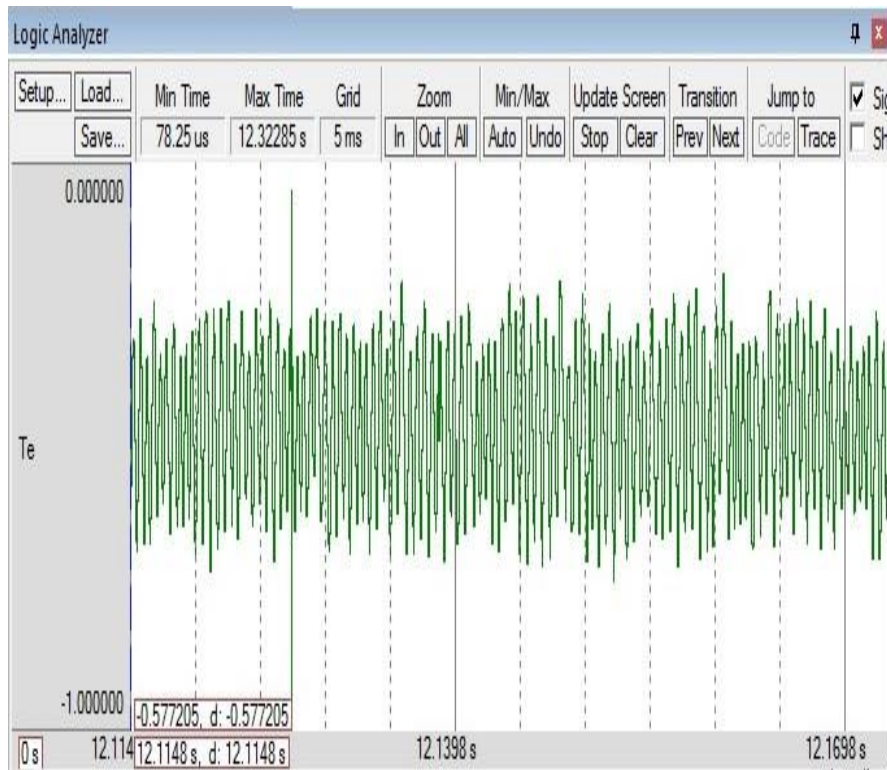 Logic Analyzer
Setup... Load... Min Time Max Time Grid Zoom Min/Max Update Screen Transition Jump to
Save... 78.25 us 12.32285 s 5 ms In Out All Auto Undo Stop Clear Prev Next Code Trace
0.000000
Te
-1.000000
-0.577205, d: -0.577205
0 s 12.114 12.1148 s, d: 12.1148 s 12.1398 s 12.1698 s